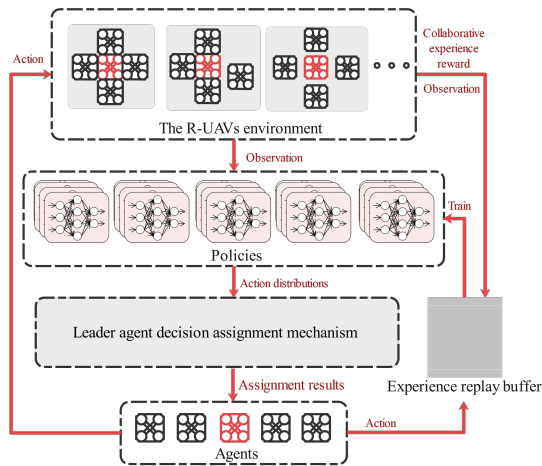 Action
Collaborative
experience
reward
Observation
The R-UAVs environment
Observation
Train
Policies
Action distributions
Leader agent decision assignment mechanism
Assignment results
Experience replay buffer
Action
Agents